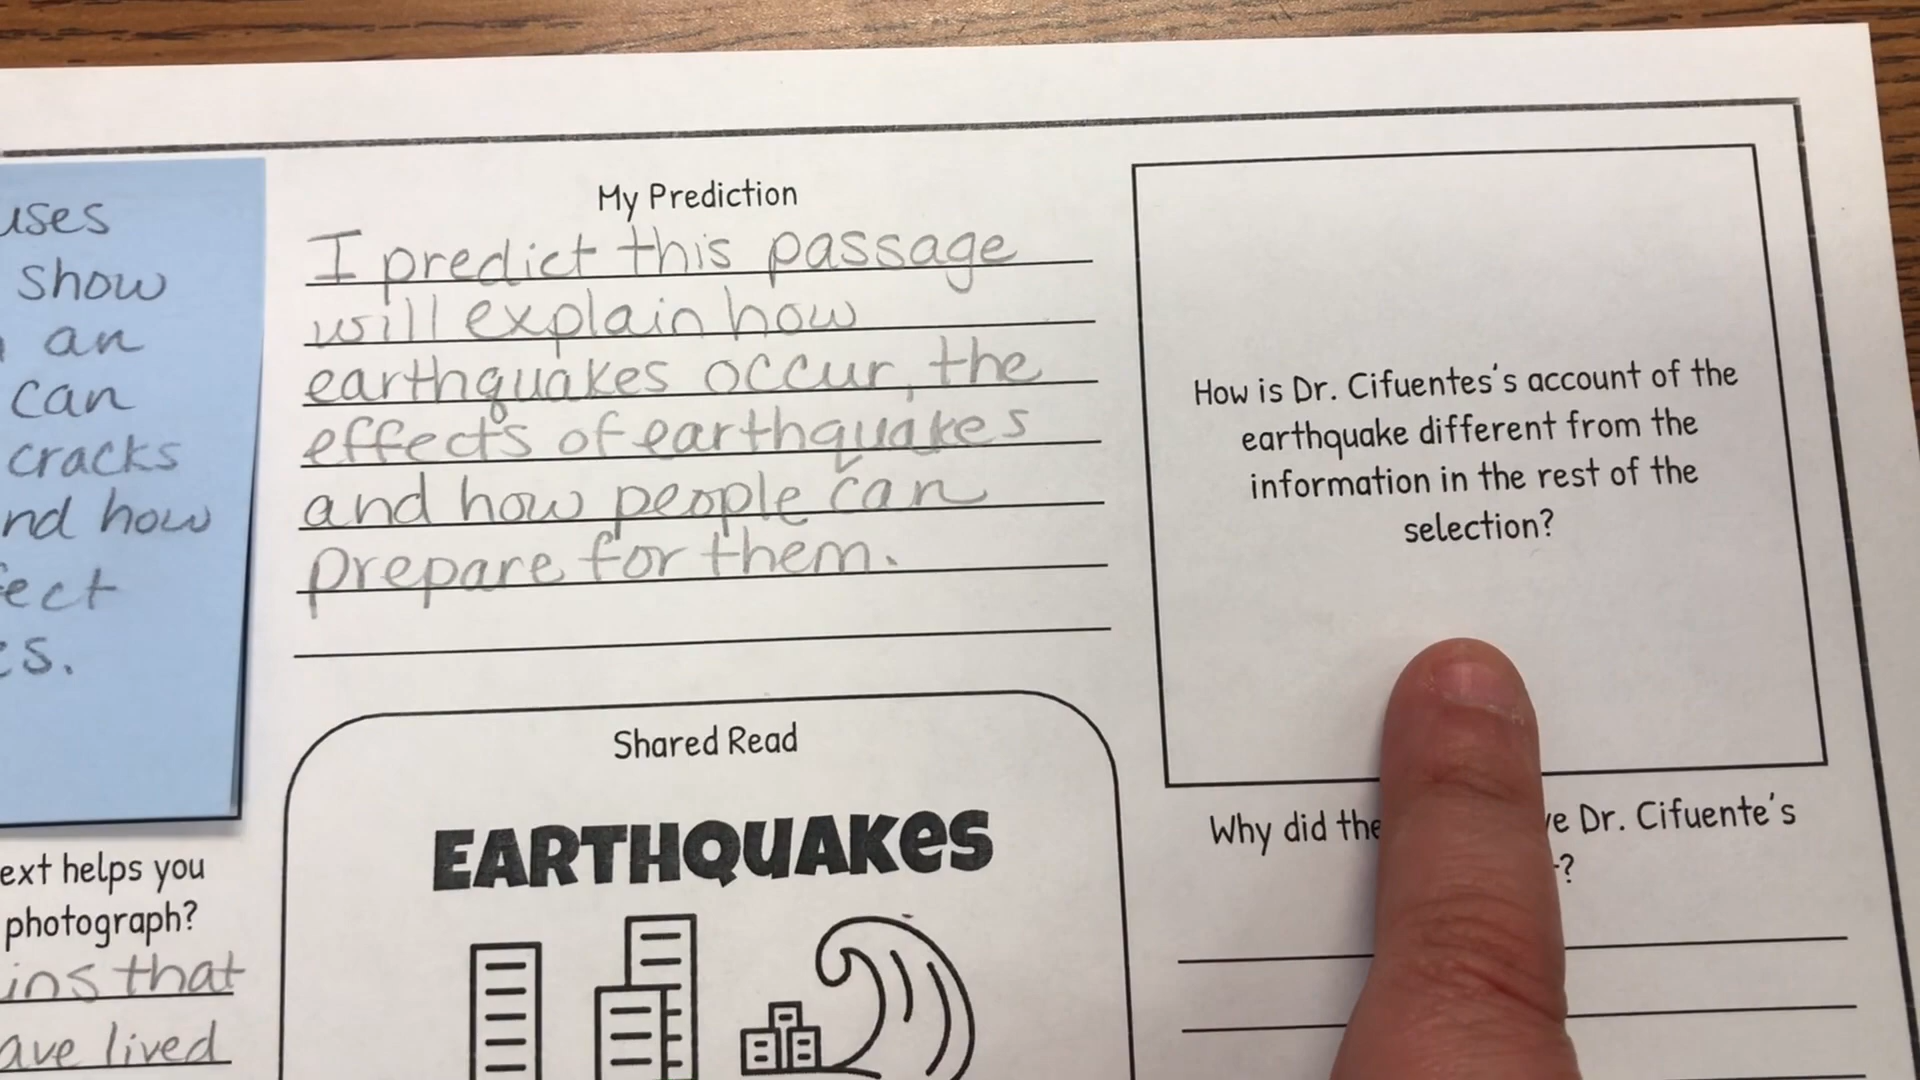 uses
show
an
can
cracks
nd how
fect
es.
ext helps you
photograph?
ins that
ave lived
My Prediction
I predict this passage
will explain how
earthquakes occur, the
effects of earthquakes
and how people can
prepare for them.
Shared Read
EARTHQUAKES
How is Dr. Cifuentes's account of the
earthquake different from the
information in the rest of the
selection?
Why did the ve Dr. Cifuente's
?